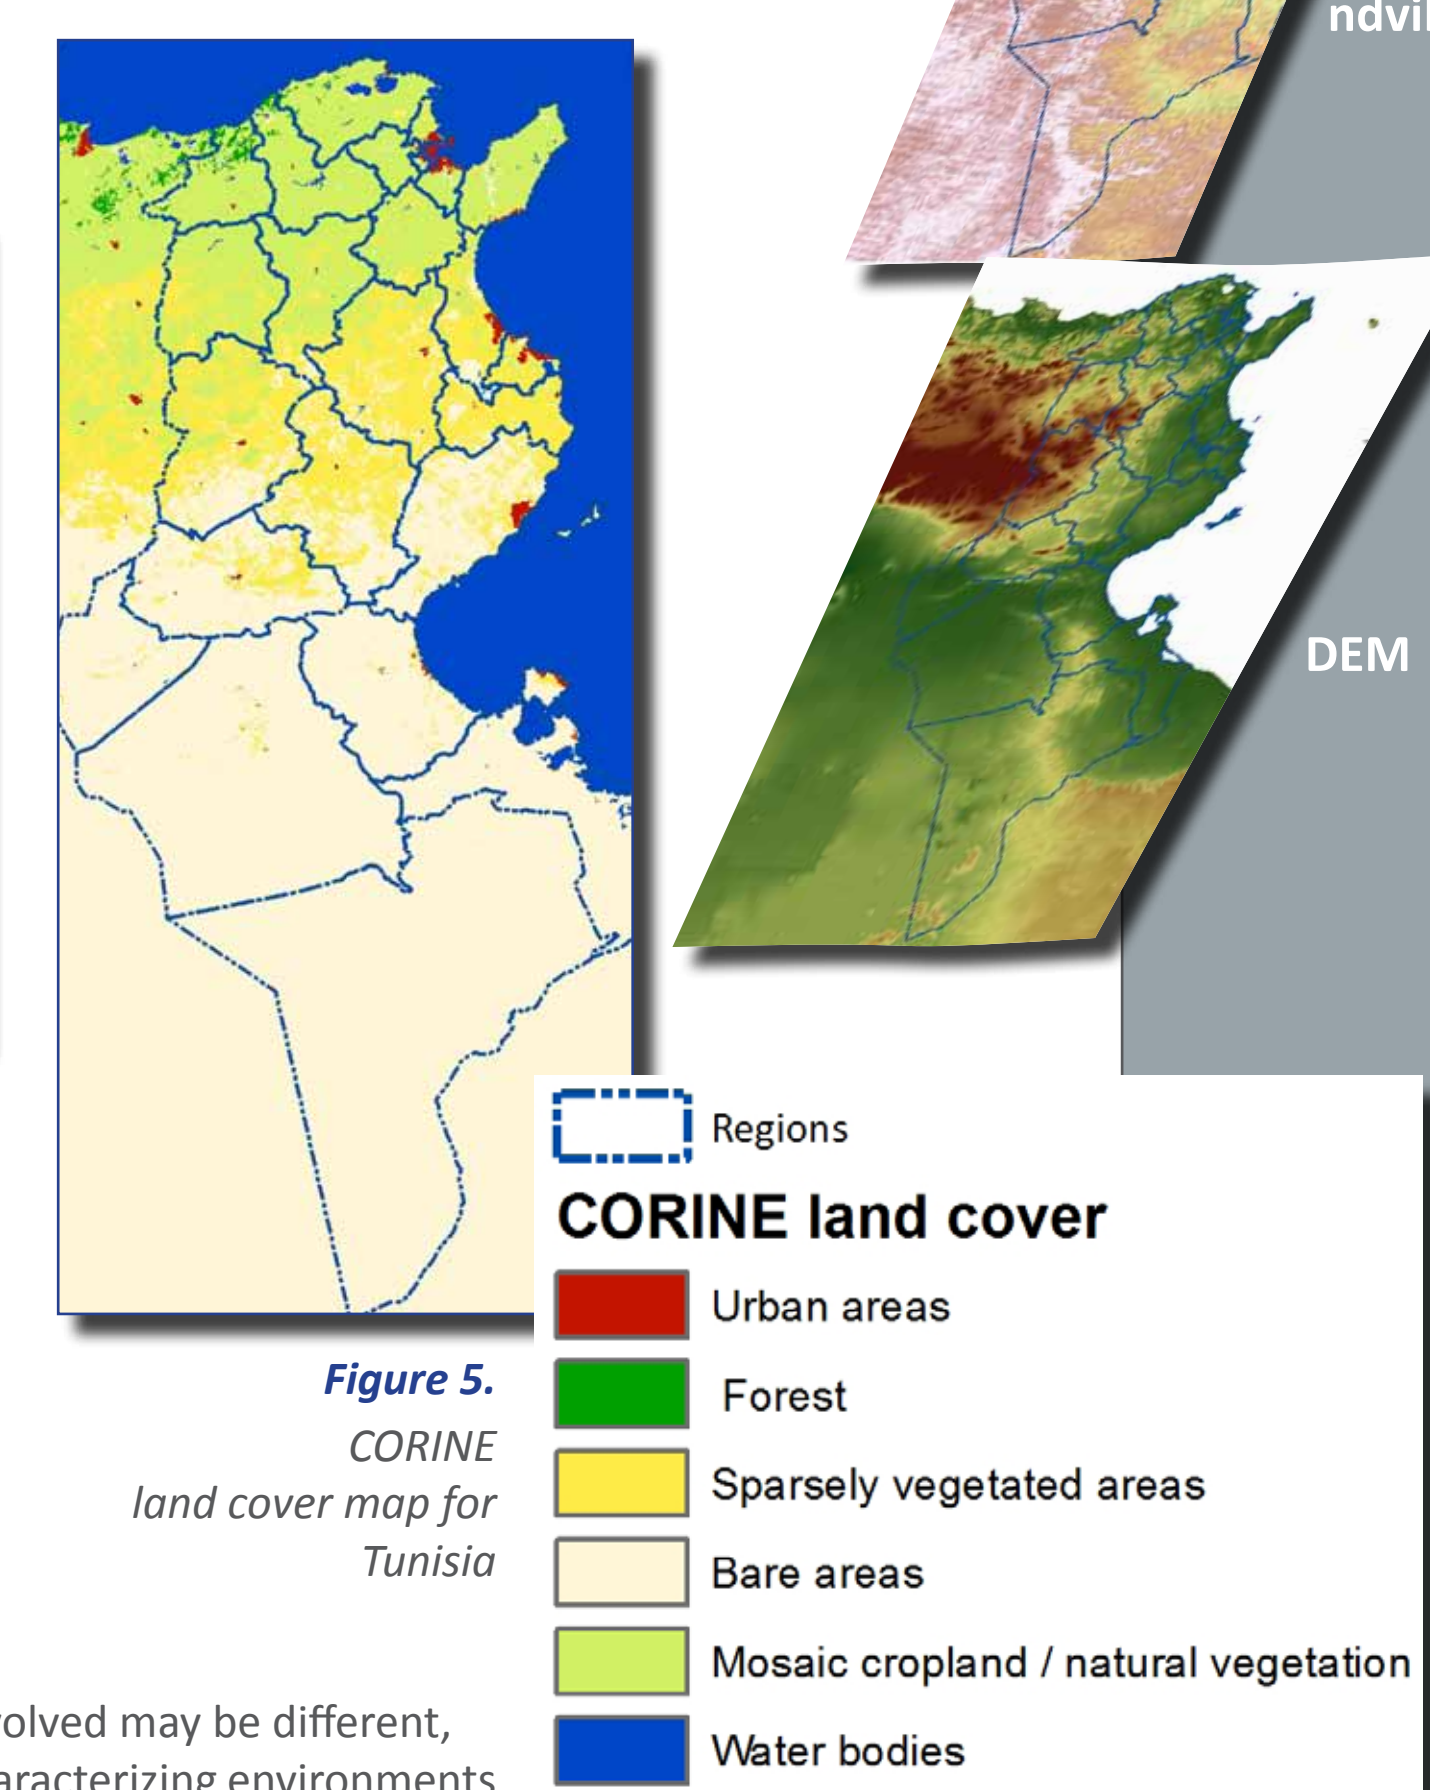 DEM
Regions
CORINE land cover
Urban areas
Forest
Sparsely vegetated areas
Bare areas
Mosaic cropland / natural vegetation
Water bodies
Figure 5.
CORINE
land cover map for
Tunisia
may be different,
environments